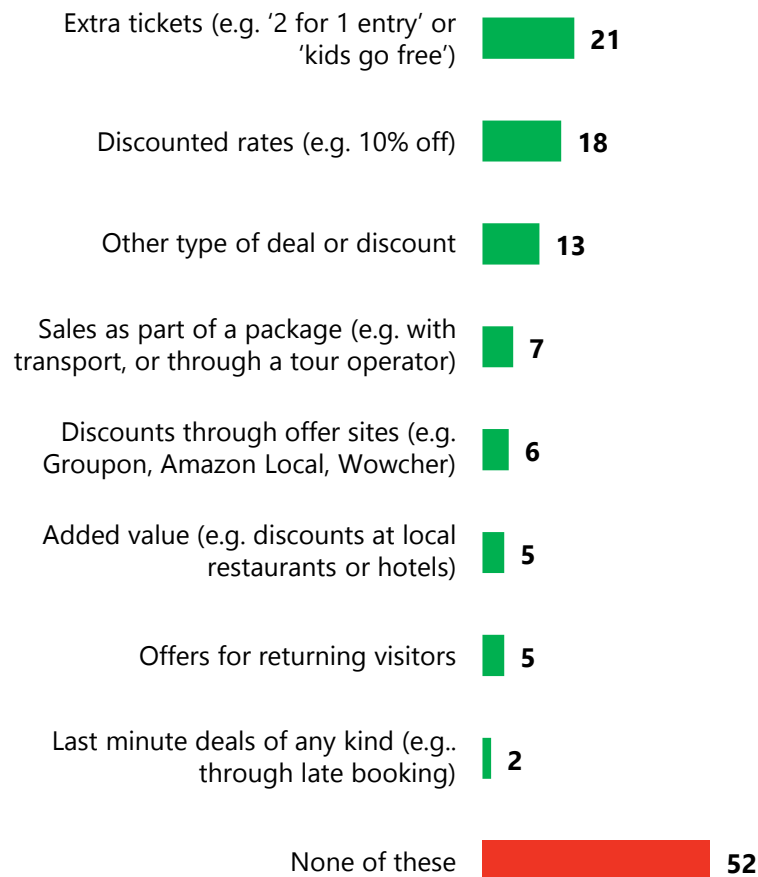 Extra tickets (e.g. ‘2 for 1 entry’ or
‘kids go free’)
21
Discounted rates (e.g. 10% off)
18
Other type of deal or discount
13
Sales as part of a package (e.g. with
transport, or through a tour operator)
7
Discounts through offer sites (e.g.
Groupon, Amazon Local, Wowcher)
6
Added value (e.g. discounts at local
restaurants or hotels)
5
Offers for returning visitors
5
Last minute deals of any kind (e.g..
through late booking)
2
None of these
52